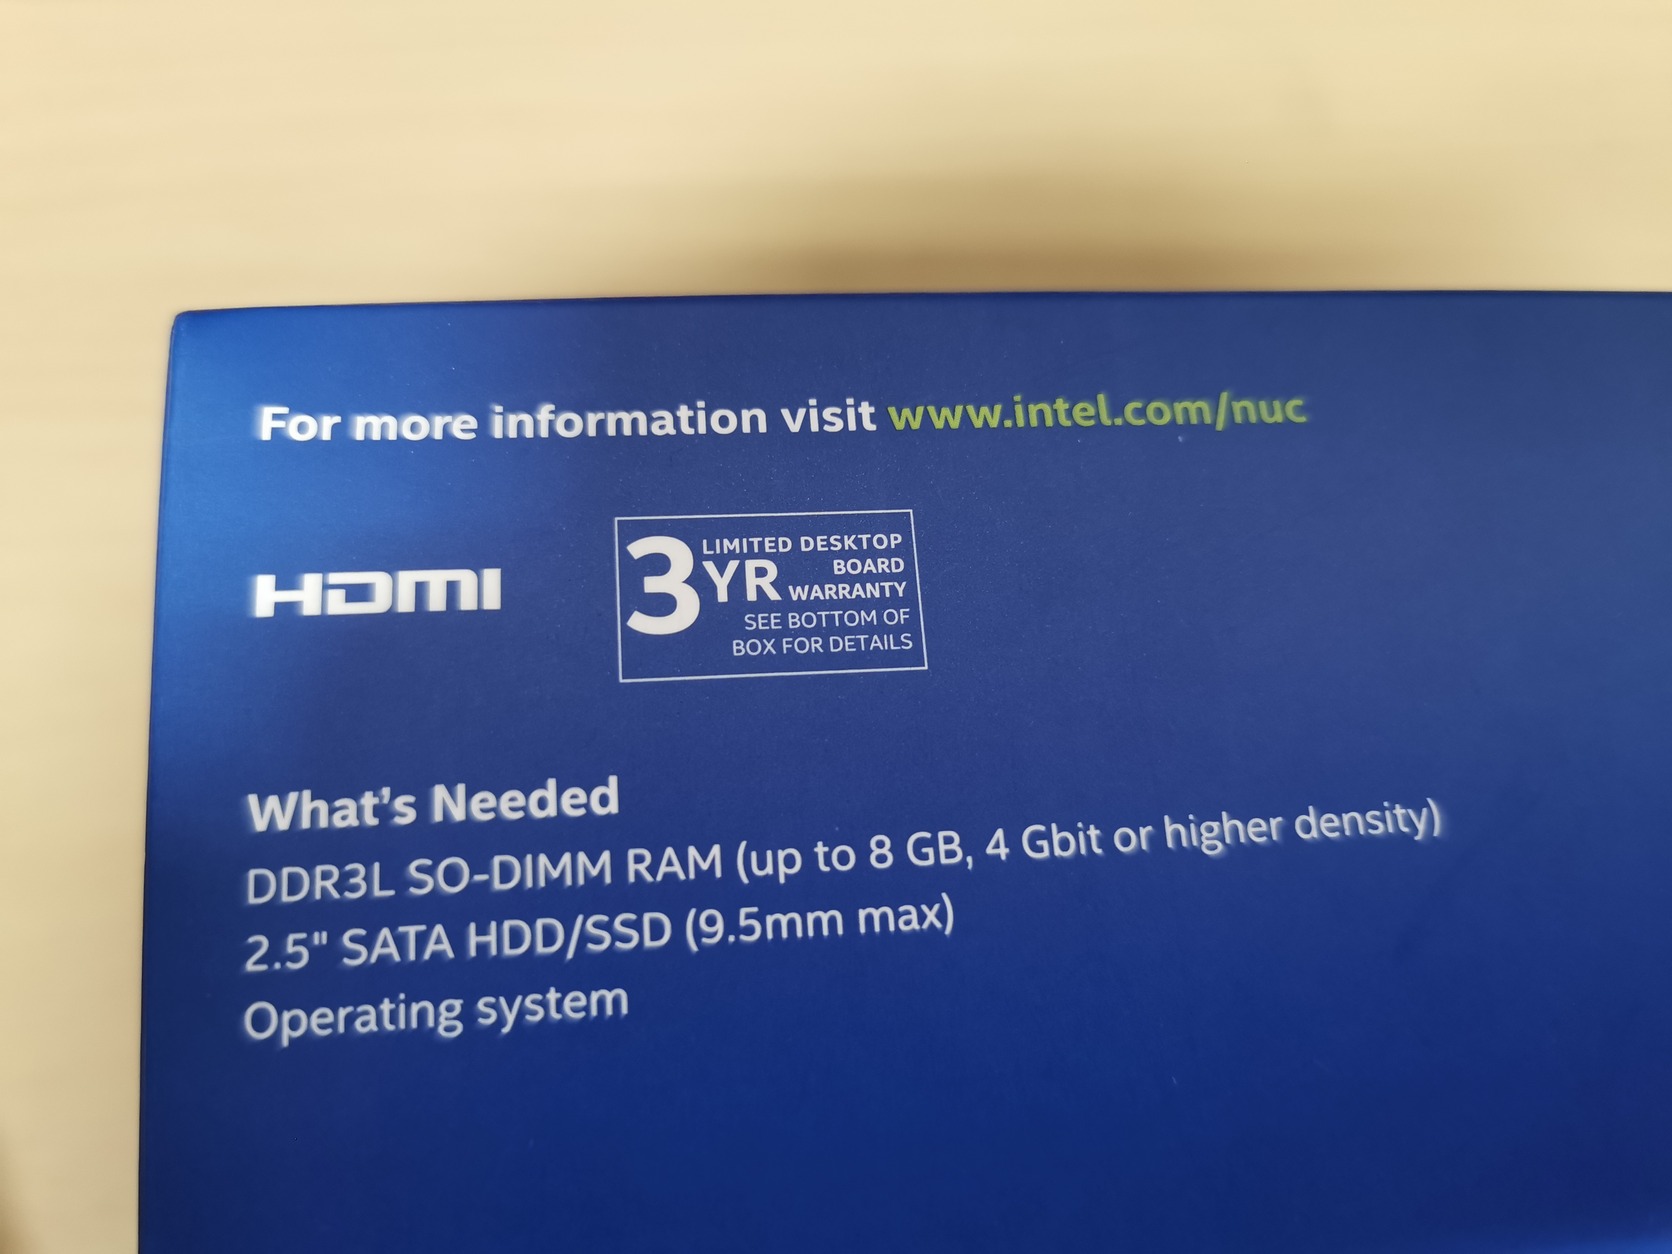 For more information visit www.intel.com/nuc
HDMI
3 YR LIMITED DESKTOP
BOARD
WARRANTY
SEE BOTTOM OF
BOX FOR DETAILS
What's Needed
DDR3L SO-DIMM RAM (up to 8 GB, 4 Gbit or higher density)
2.5" SATA HDD/SSD (9.5mm max)
Operating system